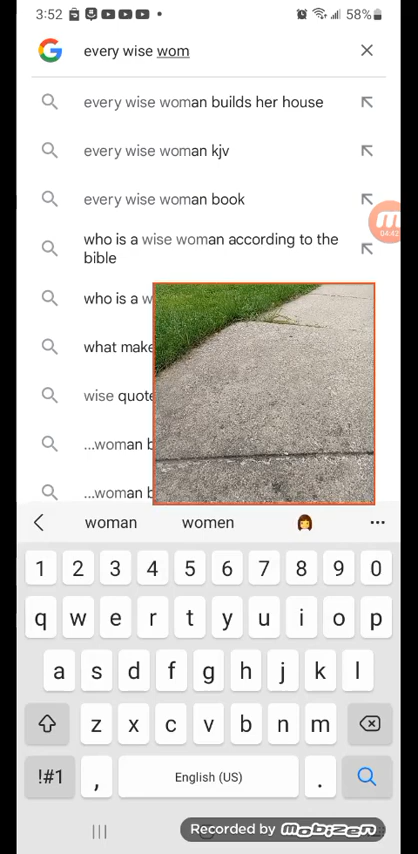 3:52 58%
every wise wom
every wise woman builds her house
every wise woman kjv
04:42
every wise woman book
who is a wise woman according to the
bible
who is a w
what make
wise quote
...woman b
...woman b
woman women
1 2 3 4 5 6 7 8 9 0
q w e r t y u i o p
a s d f g h j k l
z x c v b n m
!#1 , English (US) .
Recorded by mobizen